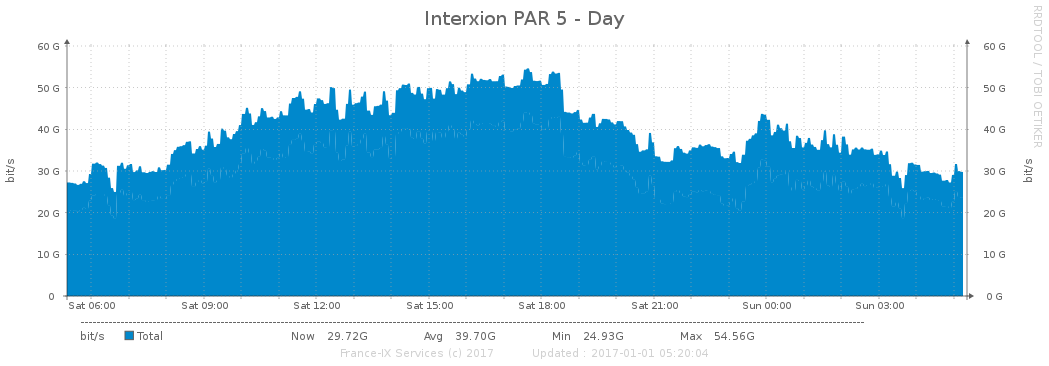 Interxion PAR 5 - Day
RRDTOOL / TOBI OETIKER
60 G 60 G
50 G 50 G
40 G 40 G
30 G 30 G
20 G 20 G
10 G 10 G
0 0 G
bit/s bit/s
Sat 06:00 Sat 09:00 Sat 12:00 Sat 15:00 Sat 18:00 Sat 21:00 Sun 00:00 Sun 03:00
bit/s Total Now 29.72G Avg 39.70G Min 24.93G Max 54.56G
France-IX Services (c) 2017 Updated : 2017-01-01 05:20:04